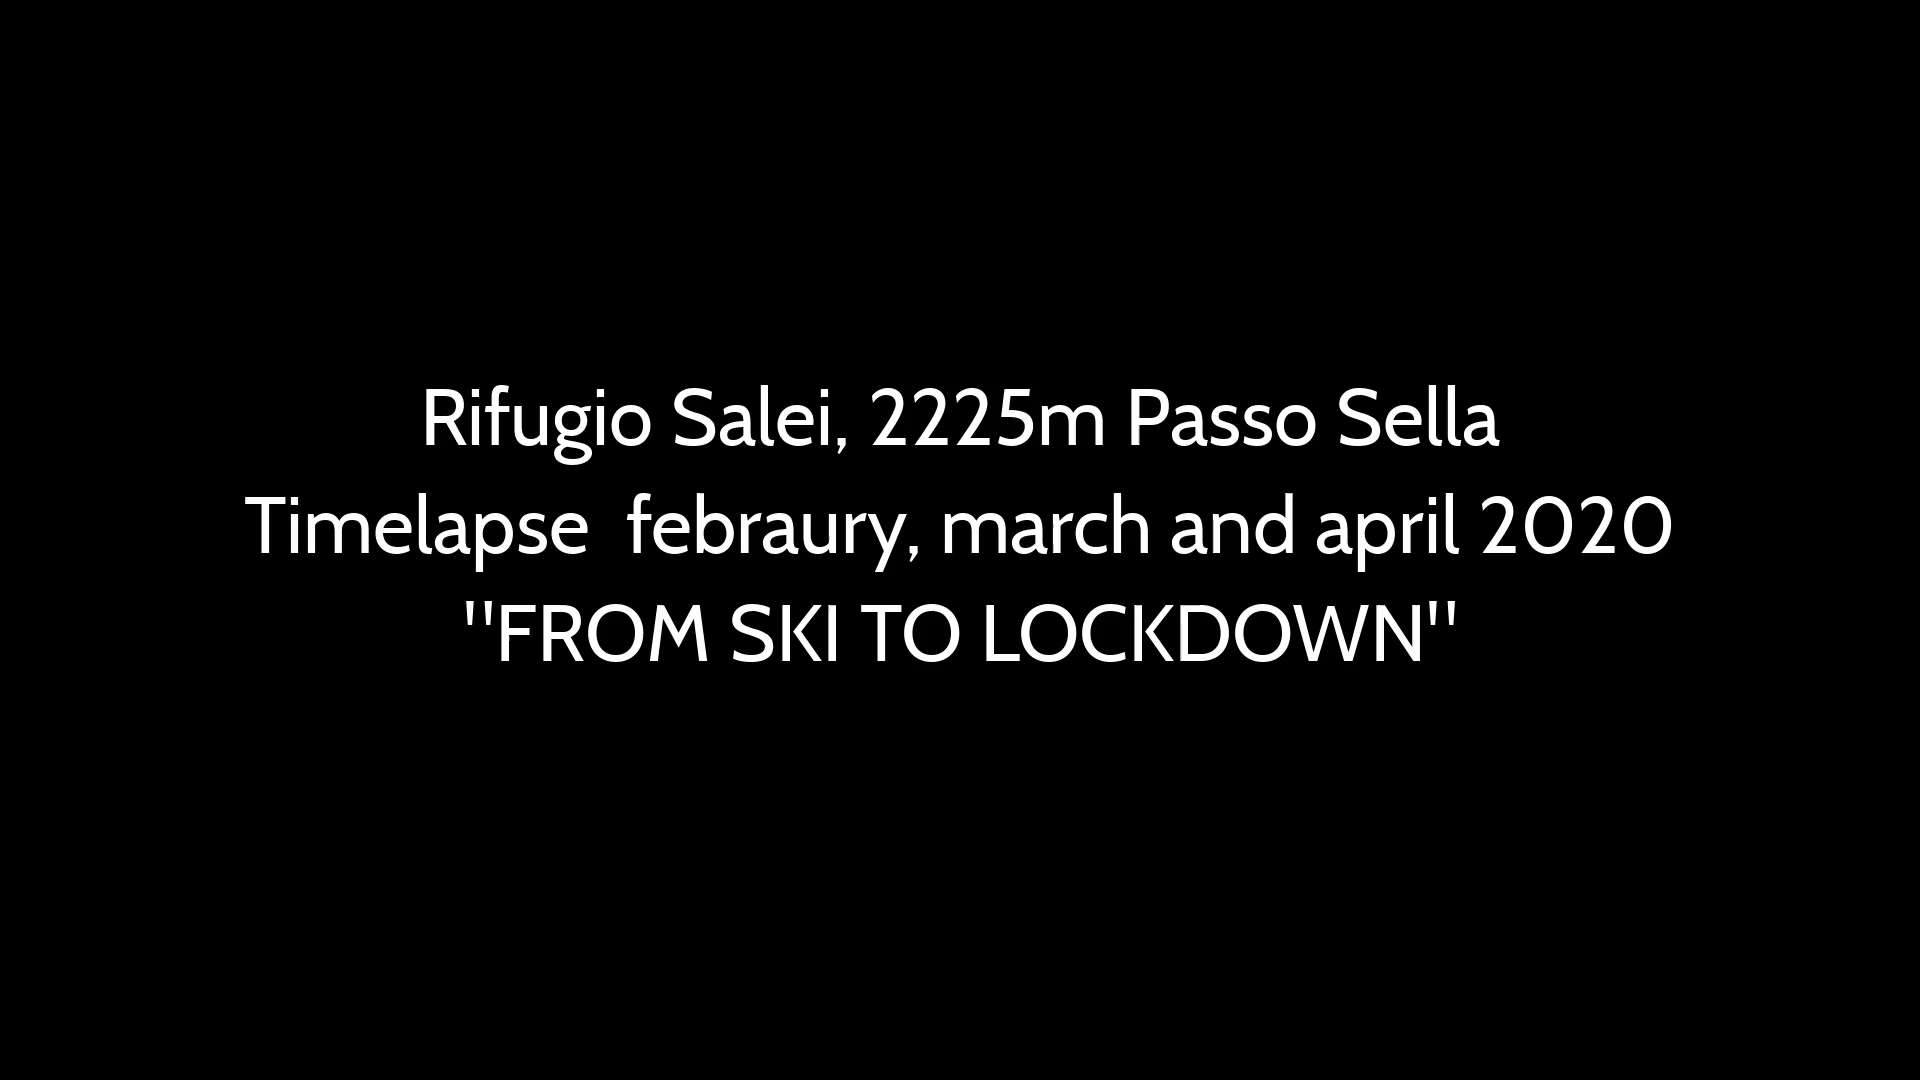 Rifugio Salei, 2225m Passo Sella
Timelapse  febraury, march and april 2020
"FROM SKI TO LOCKDOWN"